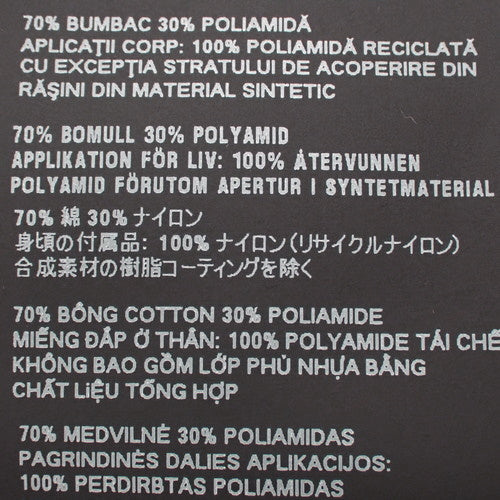 70% BUMBAC 30% POLIAMIDĂ
APLICAŢII CORP: 100% POLIAMIDĂ RECICLATĂ
CU EXCEPŢIA STRATULUI DE ACOPERIRE DIN
RĂŞINI DIN MATERIAL SINTETIC
70% BOMULL 30% POLYAMID
APPLIKATION FÖR LIV: 100% ÅTERVUNNEN
POLYAMID FÖRUTOM APERTUR I SYNTETMATERIAL
70% 綿 30% ナイロン
身頃の付属品: 100% ナイロン(リサイクルナイロン)
合成素材の樹脂コーティングを除く
70% BÔNG COTTON 30% POLIAMIDE
MIẾNG ĐẮP Ở THÂN: 100% POLYAMIDE TÁI CHẾ
KHÔNG BAO GỒM LỚP PHỦ NHỰA BẰNG
CHẤT LIỆU TỔNG HỢP
70% MEDVILNĖ 30% POLIAMIDAS
PAGRINDINĖS DALIES APLIKACIJOS:
100% PERDIRBTAS POLIAMIDAS